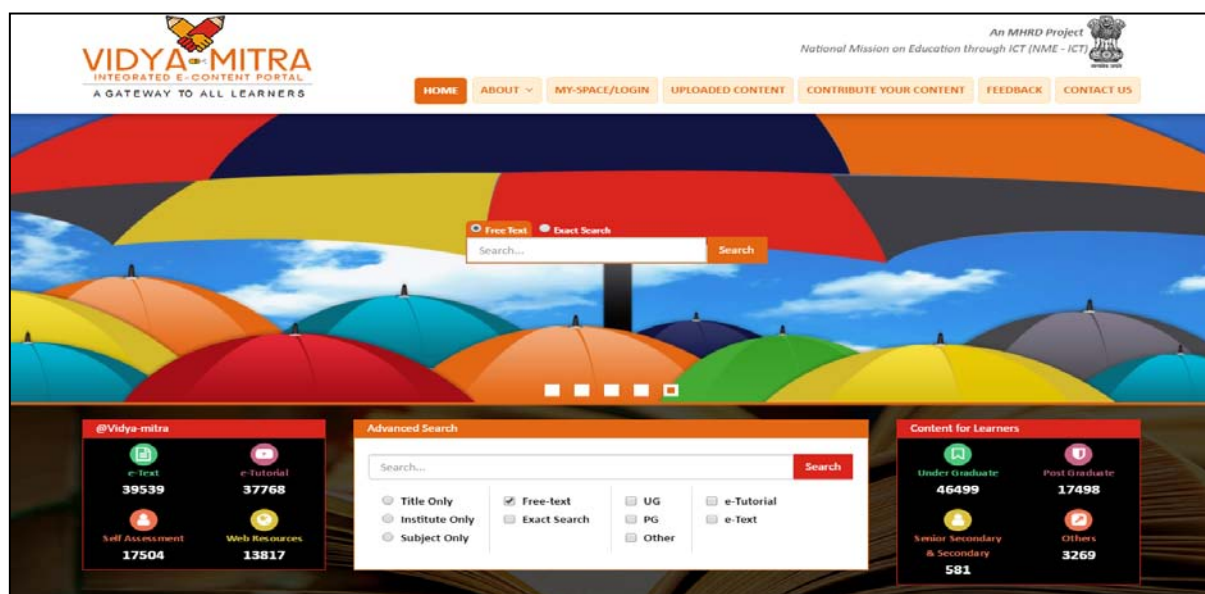 VIDYA-MITRA
INTEGRATED E-CONTENT PORTAL
A GATEWAY TO ALL LEARNERS
An MHRD Project
National Mission on Education through ICT (NME - ICT)
HOME ABOUT MY-SPACE/LOGIN UPLOADED CONTENT CONTRIBUTE YOUR CONTENT FEEDBACK CONTACT US
Free Text Exact Search
Search... Search
@Vidya-mitra
e-Text e-Tutorial
39539 37768
Self Assessment Web Resources
17504 13817
Advanced Search
Search... Search
Title Only Free-text UG e-Tutorial
Institute Only Exact Search PG e-Text
Subject Only Other
Content for Learners
Under Graduate Post Graduate
46499 17498
Senior Secondary Others
& Secondary 3269
581